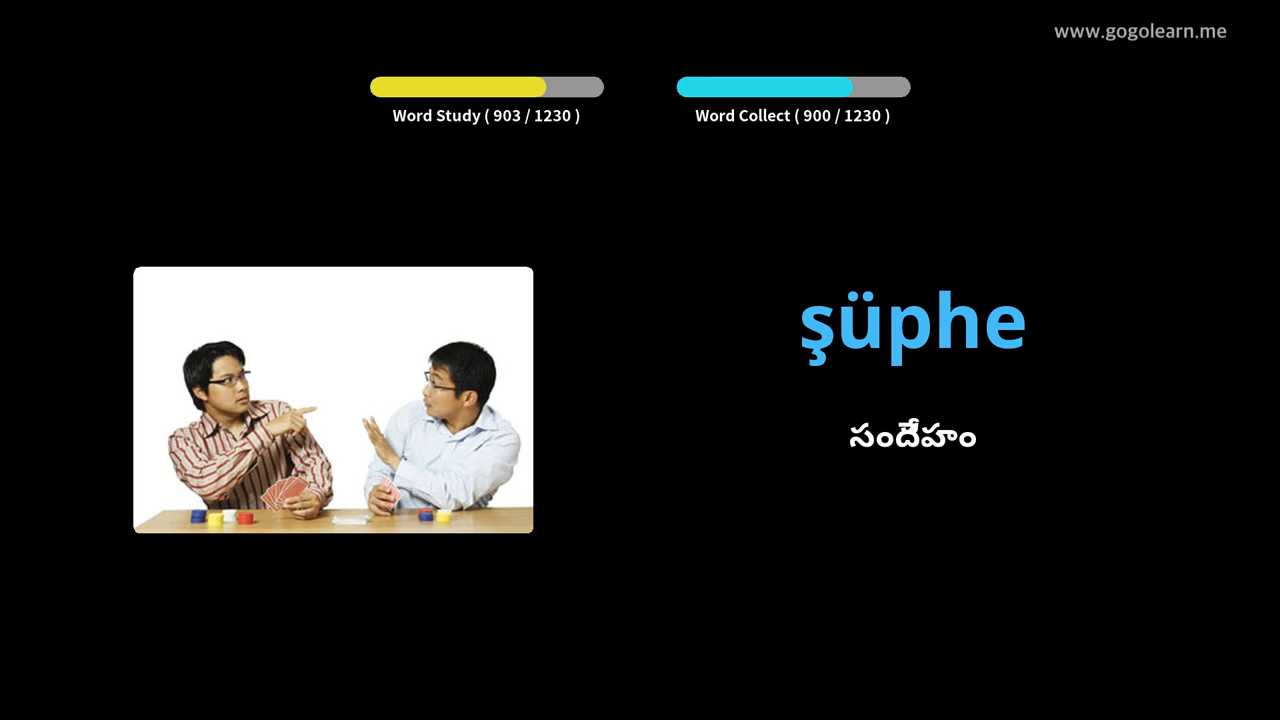 www.gogolearn.me
Word Study ( 903 / 1230 )
Word Collect ( 900 / 1230 )
şüphe
సందేహం